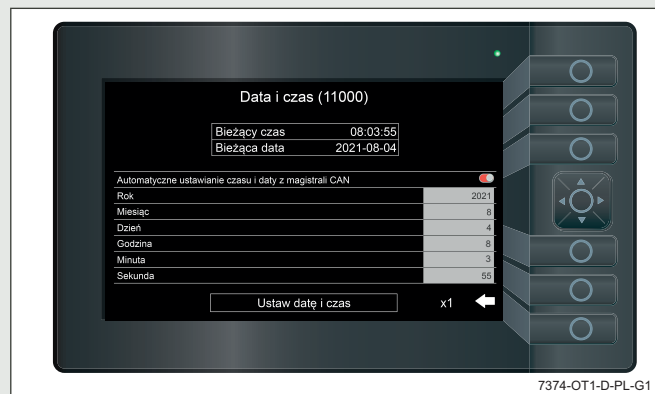 Data i czas (11000)
Bieżący czas 08:03:55
Bieżąca data 2021-08-04
Automatyczne ustawianie czasu i daty z magistrali CAN
Rok 2021
Miesiąc 8
Dzień 4
Godzina 8
Minuta 3
Sekunda 55
Ustaw datę i czas x1
7374-OT1-D-PL-G1